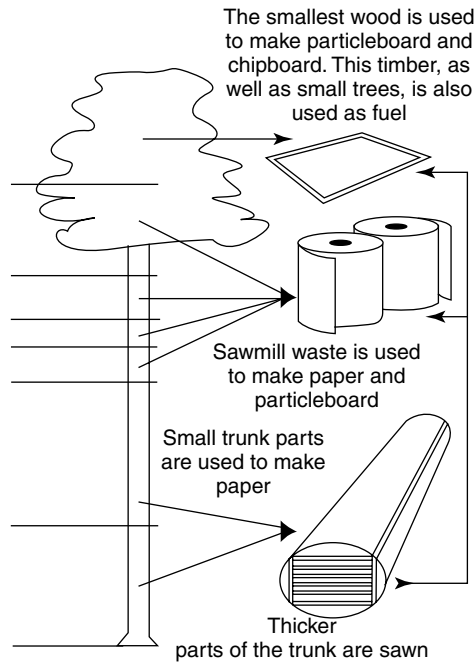 The smallest wood is used
to make particleboard and
chipboard. This timber, as
well as small trees, is also
used as fuel
Sawmill waste is used
to make paper and
particleboard
Small trunk parts
are used to make
paper
Thicker
parts of the trunk are sawn